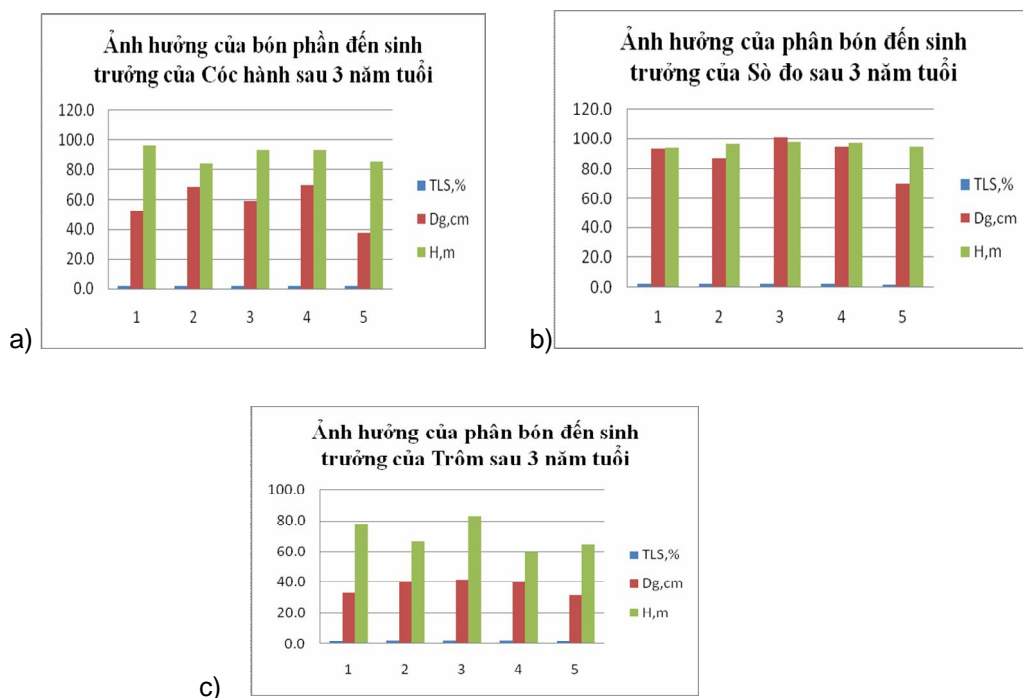 Ảnh hưởng của bón phần đến sinh
trưởng của Cóc hành sau 3 năm tuổi
120.0
100.0
80.0
60.0
40.0
20.0
0.0
1 2 3 4 5
TLS,%
Dg,cm
H,m
a)
Ảnh hưởng của phân bón đến sinh
trưởng của Sò đo sau 3 năm tuổi
120.0
100.0
80.0
60.0
40.0
20.0
0.0
1 2 3 4 5
TLS,%
Dg,cm
H,m
b)
Ảnh hưởng của phân bón đến sinh
trưởng của Trôm sau 3 năm tuổi
100.0
80.0
60.0
40.0
20.0
0.0
1 2 3 4 5
TLS,%
Dg,cm
H,m
c)